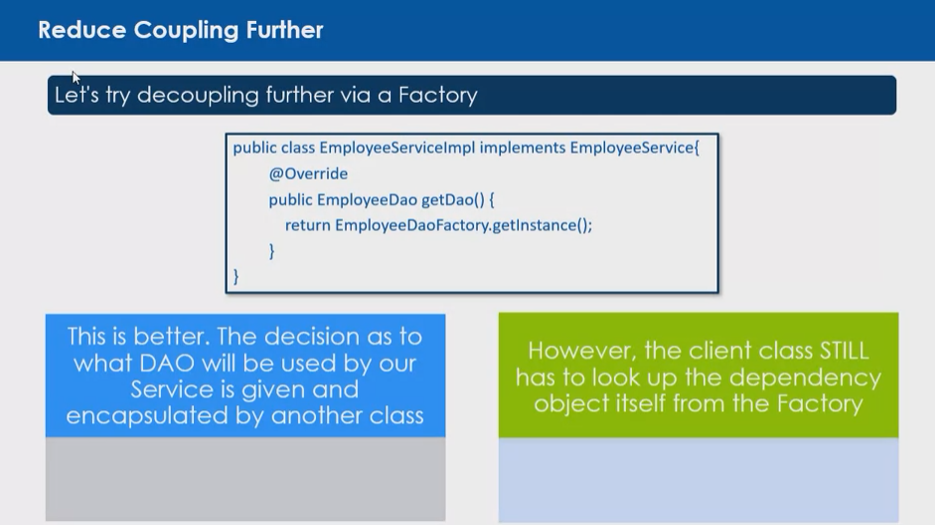 Reduce Coupling Further
Let's try decoupling further via a Factory
public class EmployeeServiceImpl implements EmployeeService{
@Override
public EmployeeDao getDao() {
return EmployeeDaoFactory.getInstance();
}
}
This is better. The decision as to
what DAO will be used by our
Service is given and
encapsulated by another class
However, the client class STILL
has to look up the dependency
object itself from the Factory